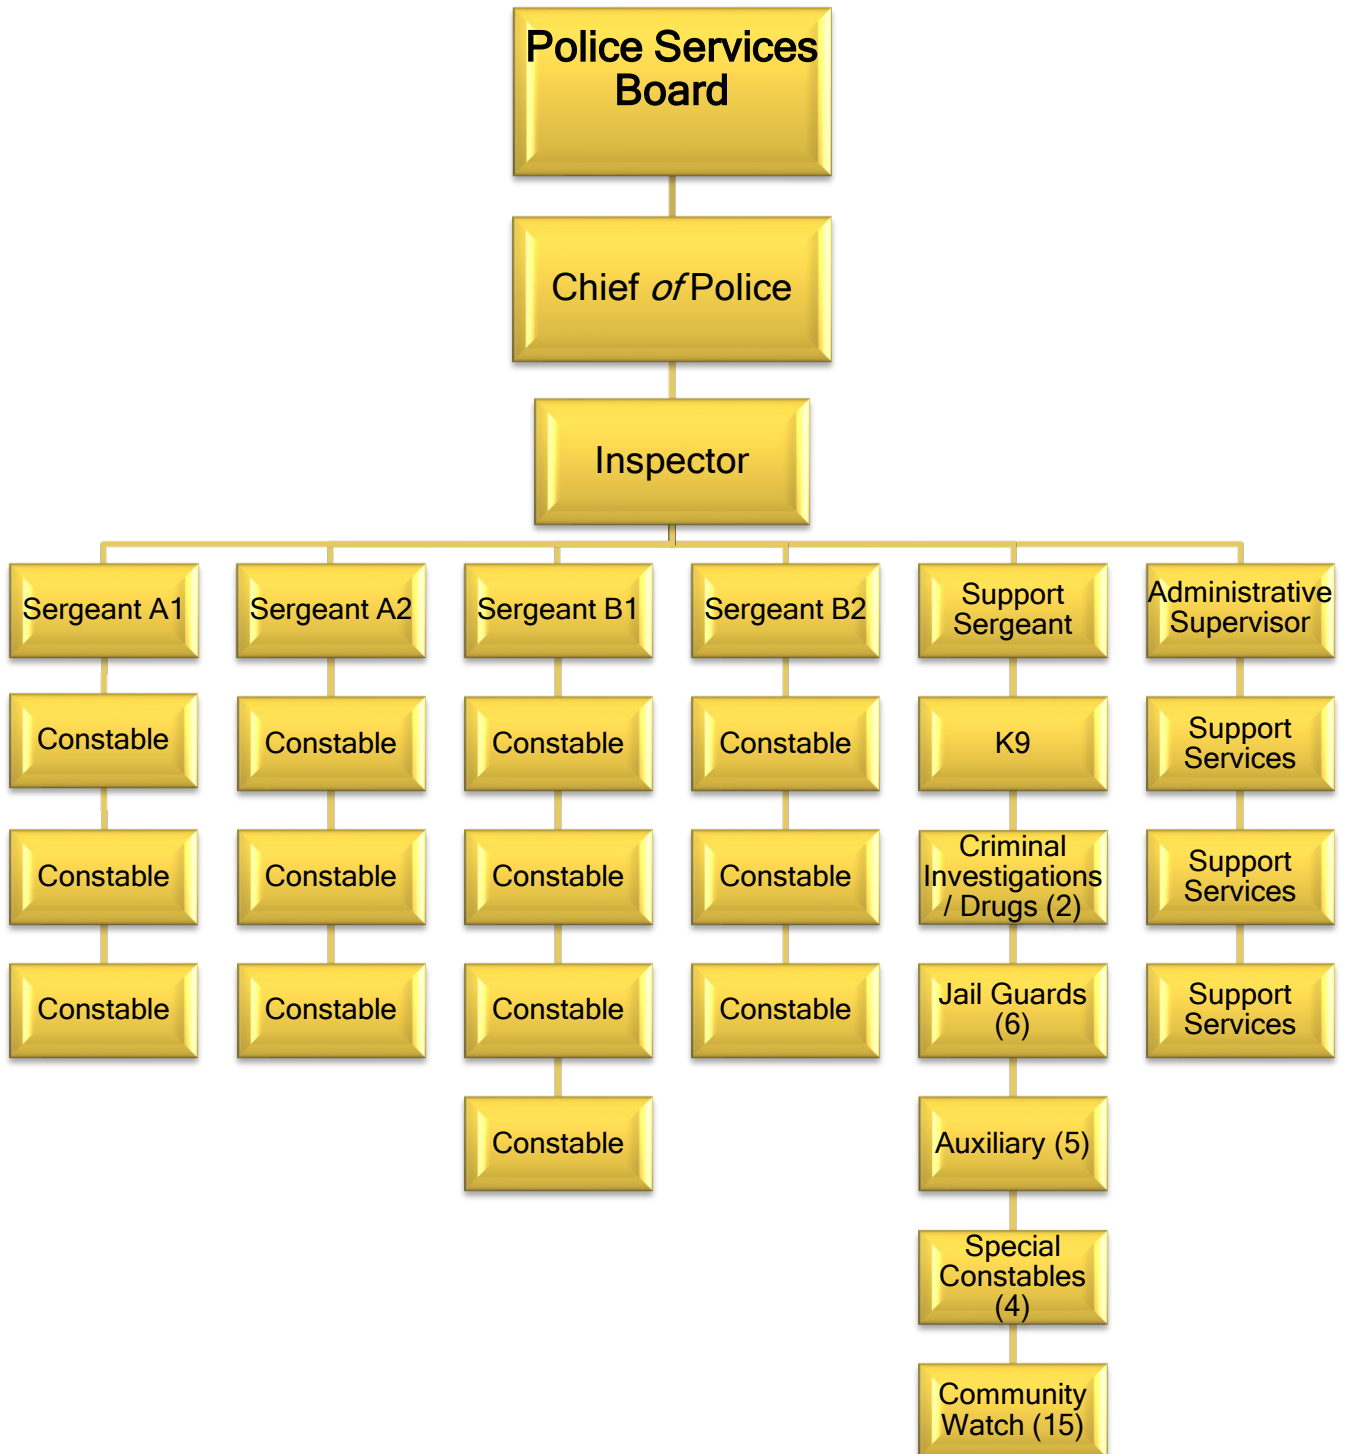 Police Services
Board
Chief of Police
Inspector
Sergeant A1
Sergeant A2
Sergeant B1
Sergeant B2
Support
Sergeant
Administrative
Supervisor
Constable
Constable
Constable
Constable
K9
Support
Services
Constable
Constable
Constable
Constable
Criminal
Investigations
/ Drugs (2)
Support
Services
Constable
Constable
Constable
Constable
Jail Guards
(6)
Support
Services
Constable
Auxiliary (5)
Special
Constables
(4)
Community
Watch (15)